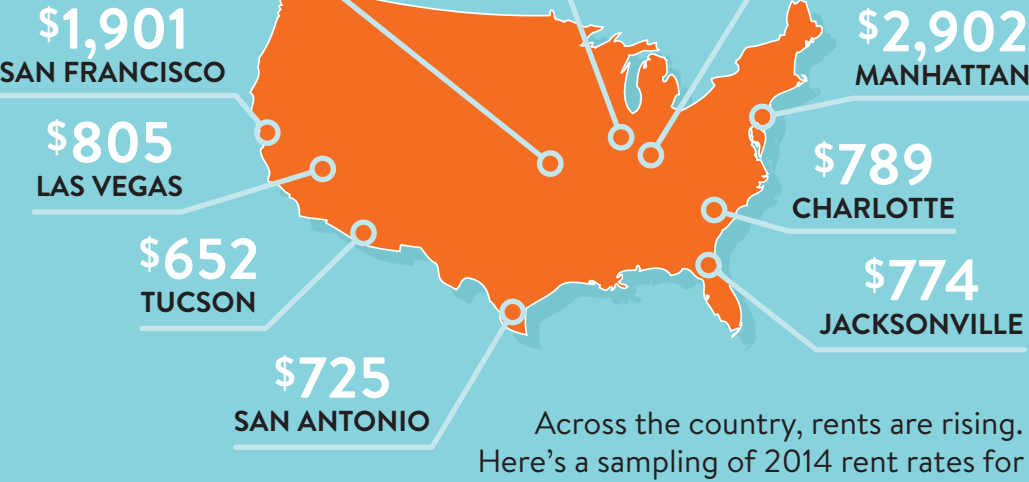 $1,901
SAN FRANCISCO
$2,902
MANHATTAN
$805
LAS VEGAS
$789
CHARLOTTE
$652
TUCSON
$774
JACKSONVILLE
$725
SAN ANTONIO
Across the country, rents are rising.
Here's a sampling of 2014 rent rates for